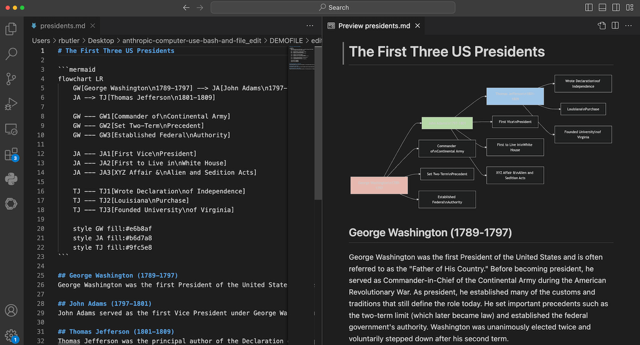 Search
presidents.md
Users > rbutler > Desktop > anthropic-computer-use-bash-and-file_edit > DEMOFILE > edi
1 # The First Three US Presidents
2
3 ```mermaid
4 flowchart LR
5 GW[George Washington\n1789-1797] --> JA[John Adams\n1797-
6 JA --> TJ[Thomas Jefferson\n1801-1809]
7
8 GW --- GW1[Commander of\nContinental Army]
9 GW --- GW2[Set Two-Term\nPrecedent]
10 GW --- GW3[Established Federal\nAuthority]
11
12 JA --- JA1[First Vice\nPresident]
13 JA --- JA2[First to Live in\nWhite House]
14 JA --- JA3[XYZ Affair &\nAlien and Sedition Acts]
15
16 TJ --- TJ1[Wrote Declaration\nof Independence]
17 TJ --- TJ2[Louisiana\nPurchase]
18 TJ --- TJ3[Founded University\nof Virginia]
19
20 style GW fill:#e6b8af
21 style JA fill:#b6d7a8
22 style TJ fill:#9fc5e8
23 ```
24
25 ## George Washington (1789-1797)
26 George Washington was the first President of the United State
27
28 ## John Adams (1797-1801)
29 John Adams served as the first Vice President under George Wa
30
31 ## Thomas Jefferson (1801-1809)
32 Thomas Jefferson was the principal author of the Declaration
Preview presidents.md
The First Three US Presidents
Wrote Declaration\nof
Independence
Louisiana\nPurchase
First Vice\nPresident
Founded University\nof
Virginia
Commander
of\nContinental Army
First to Live in\nWhite
House
Set Two-Term\nPrecedent
XYZ Affair &\nAlien and
Sedition Acts
Established
Federal\nAuthority
George Washington (1789-1797)
George Washington was the first President of the United States and is often
referred to as the "Father of His Country." Before becoming president, he
served as Commander-in-Chief of the Continental Army during the American
Revolutionary War. As president, he established many of the customs and
traditions that still define the role today. He set important precedents such as
the two-term limit (which later became law) and established the federal
government's authority. Washington was unanimously elected twice and
voluntarily stepped down after his second term.
3
1